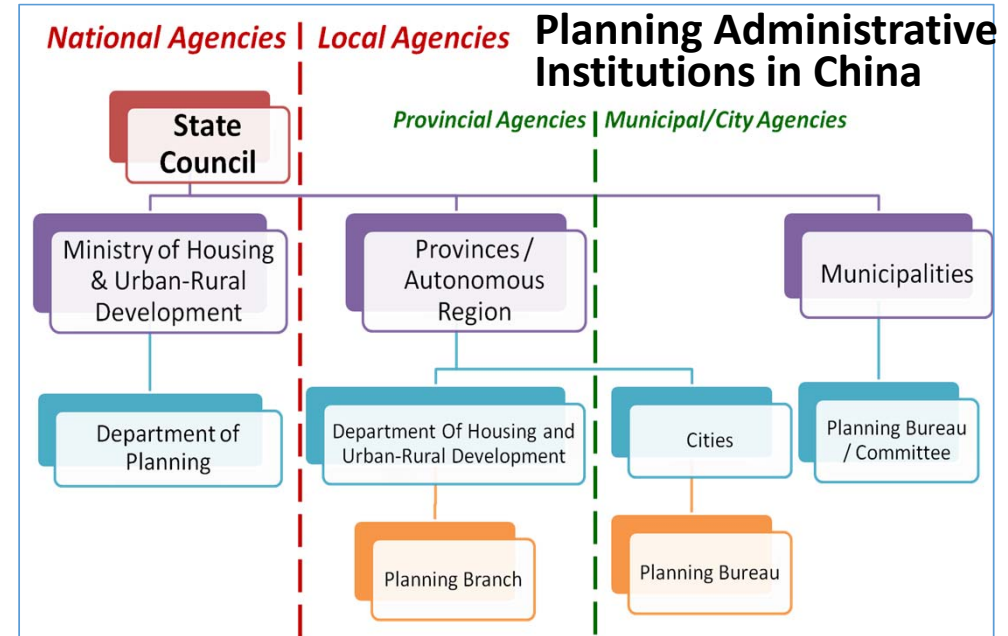 National Agencies
Local Agencies
Planning Administrative
Institutions in China
Provincial Agencies
Municipal/City Agencies
State
Council
Ministry of Housing
& Urban-Rural
Development
Provinces /
Autonomous
Region
Municipalities
Department of
Planning
Department Of Housing and
Urban-Rural Development
Cities
Planning Bureau
/ Committee
Planning Branch
Planning Bureau